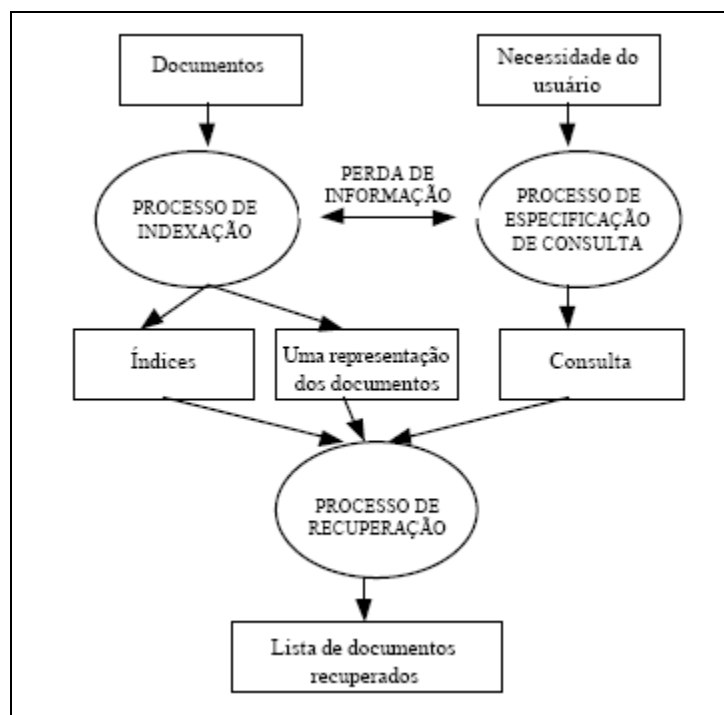 Documentos
Necessidade do
usuário
PERDA DE
INFORMAÇÃO
PROCESSO DE
INDEXAÇÃO
PROCESSO DE
ESPECIFICAÇÃO
DE CONSULTA
Índices
Uma representação
dos documentos
Consulta
PROCESSO DE
RECUPERAÇÃO
Lista de documentos
recuperados